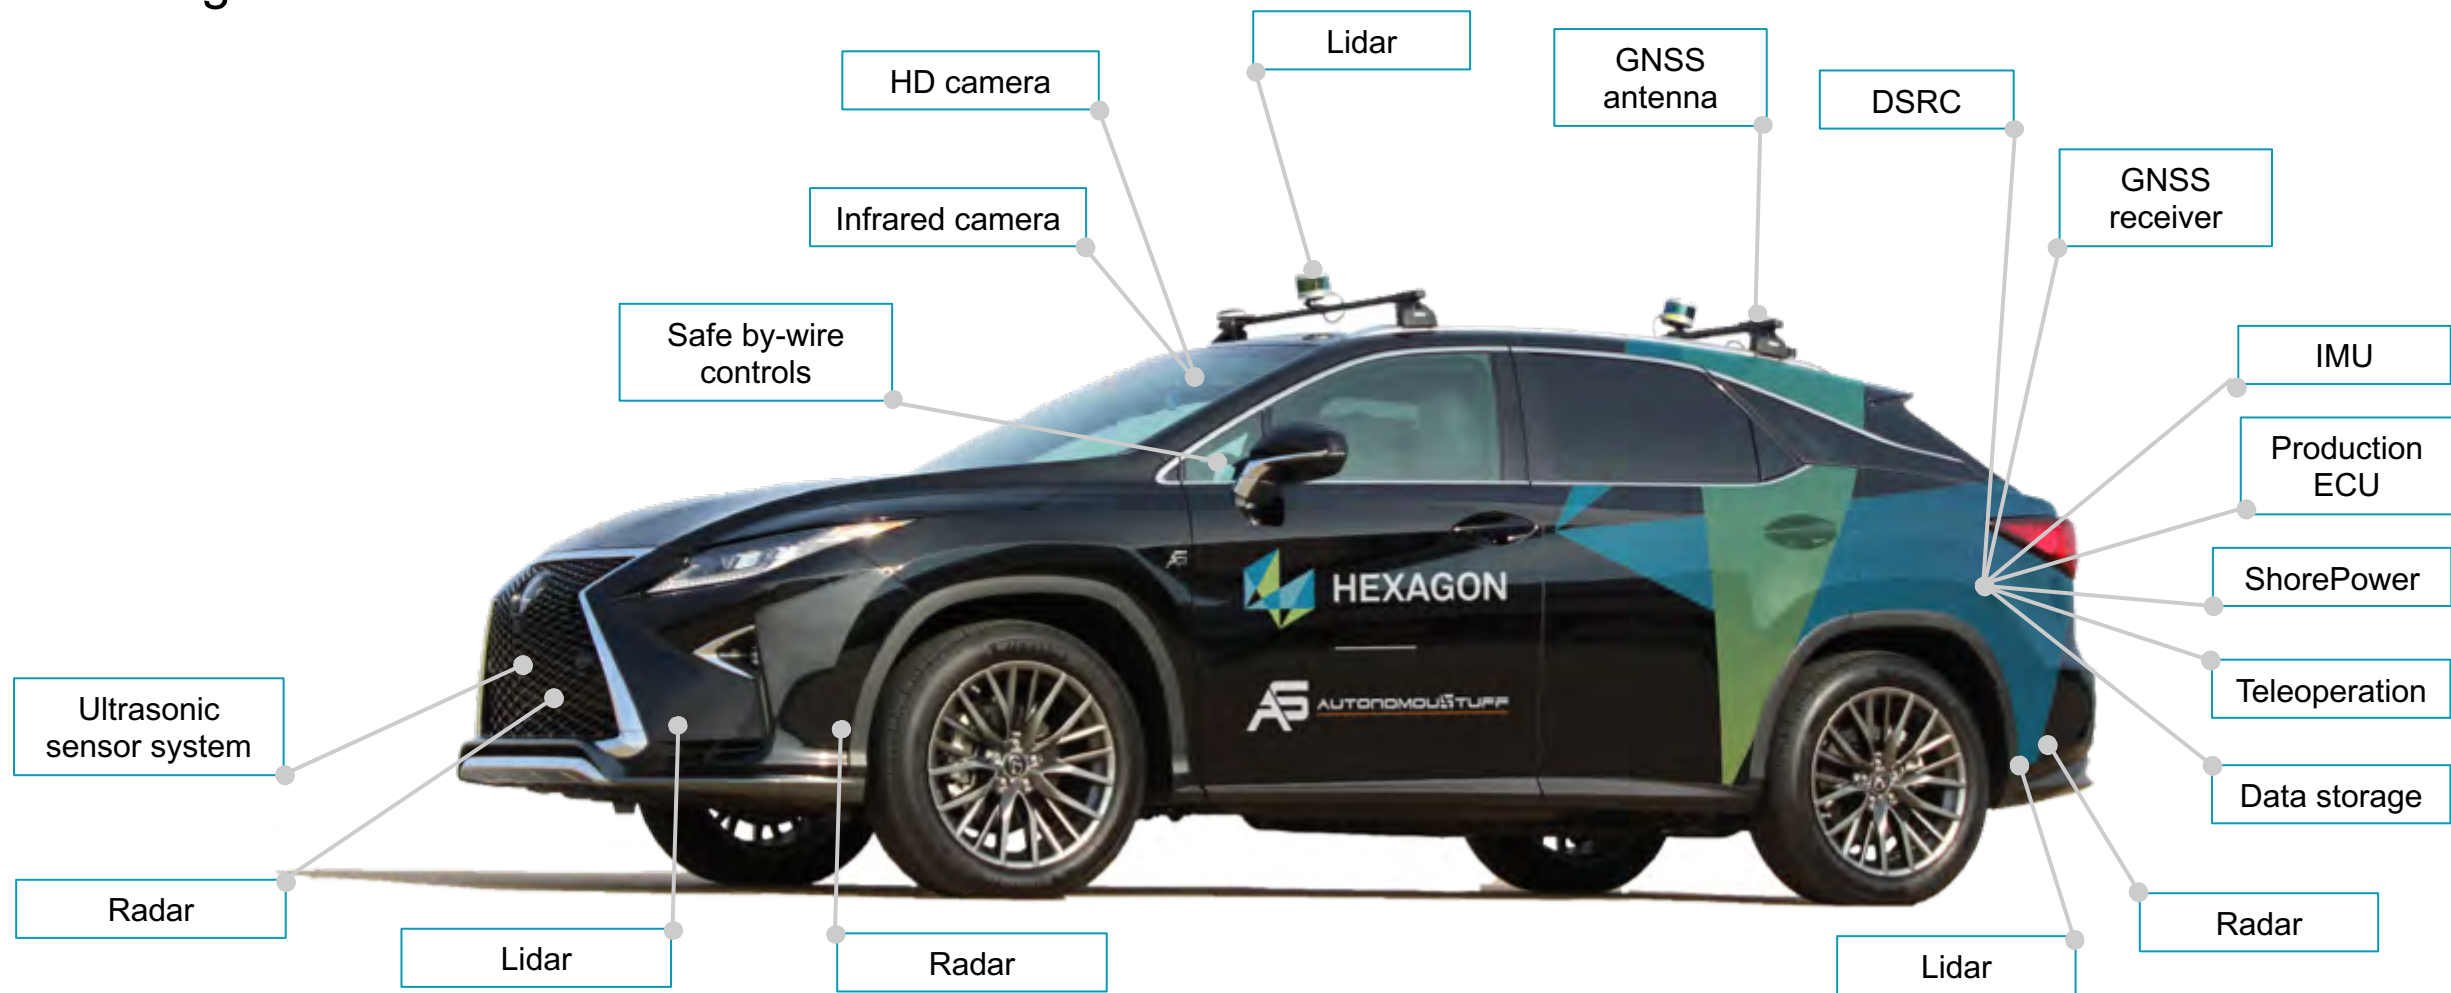 Lidar
HD camera
GNSS
antenna
DSRC
GNSS
receiver
Infrared camera
Safe by-wire
controls
IMU
Production
ECU
ShorePower
HEXAGON
AUTONOMOUSTUFF
Teleoperation
Ultrasonic
sensor system
Data storage
Radar
Lidar
Radar
Lidar
Radar